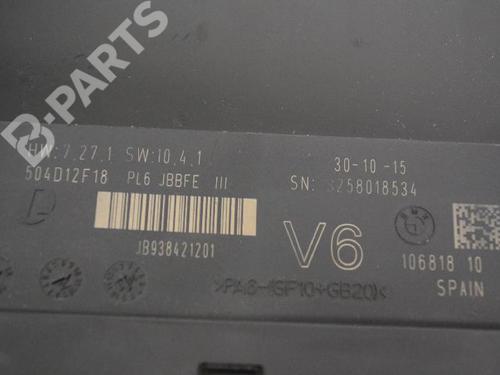 B-PARTS
HW:7.27.1 SW:10.4.1
30-10-15
504D12F18 PL6 JBBFE III
SN: 3258018534
D
JB938421201
V6
106818 10
SPAIN
>PA6-(GF10+GB20)<